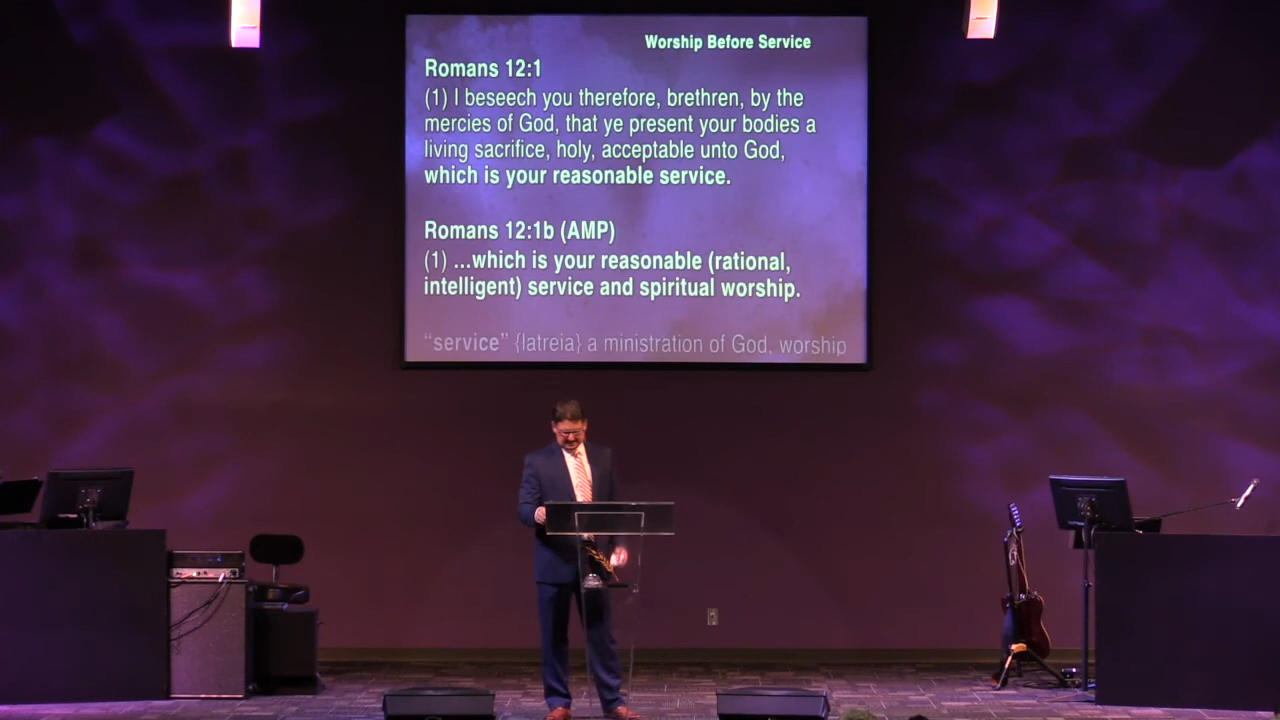 Worship Before Service
Romans 12:1
(1) I beseech you therefore, brethren, by the
mercies of God, that ye present your bodies a
living sacrifice, holy, acceptable unto God,
which is your reasonable service.
Romans 12:1b (AMP)
(1) ...which is your reasonable (rational,
intelligent) service and spiritual worship.
“service” {latreia} a ministration of God, worship